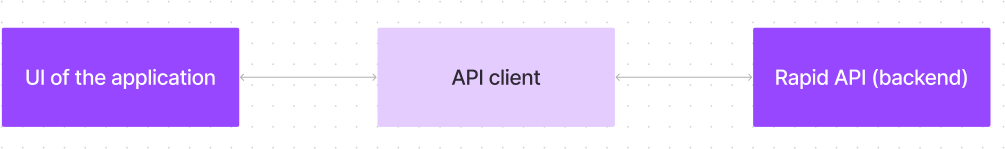 UI of the application
API client
Rapid API (backend)